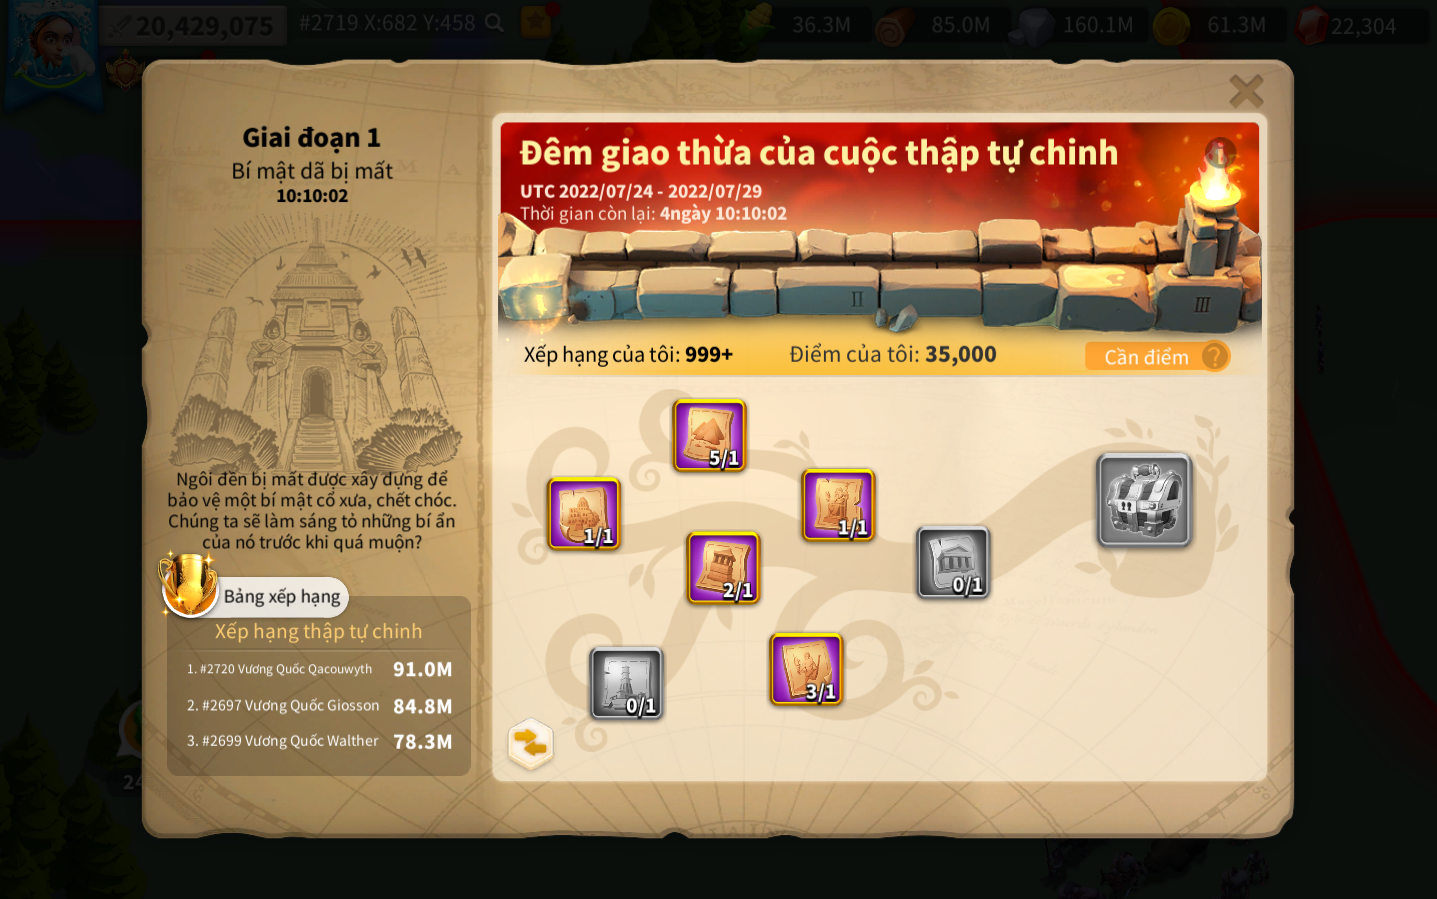 20,429,075
#2719 X:682 Y:458
36.3M
85.0M
160.1M
61.3M
22,304
Giai đoạn 1
Bí mật đã bị mất
10:10:02
Đêm giao thừa của cuộc thập tự chinh
UTC 2022/07/24 - 2022/07/29
Thời gian còn lại: 4ngày 10:10:02
II
III
Xếp hạng của tôi: 999+
Điểm của tôi: 35,000
Cần điểm ?
5/1
1/1
1/1
2/1
0/1
0/1
3/1
Ngôi đền bị mất được xây dựng để
bảo vệ một bí mật cổ xưa, chết chóc.
Chúng ta sẽ làm sáng tỏ những bí ẩn
của nó trước khi quá muộn?
Bảng xếp hạng
Xếp hạng thập tự chinh
1. #2720 Vương Quốc Qacouwyth 91.0M
2. #2697 Vương Quốc Giosson 84.8M
3. #2699 Vương Quốc Walther 78.3M